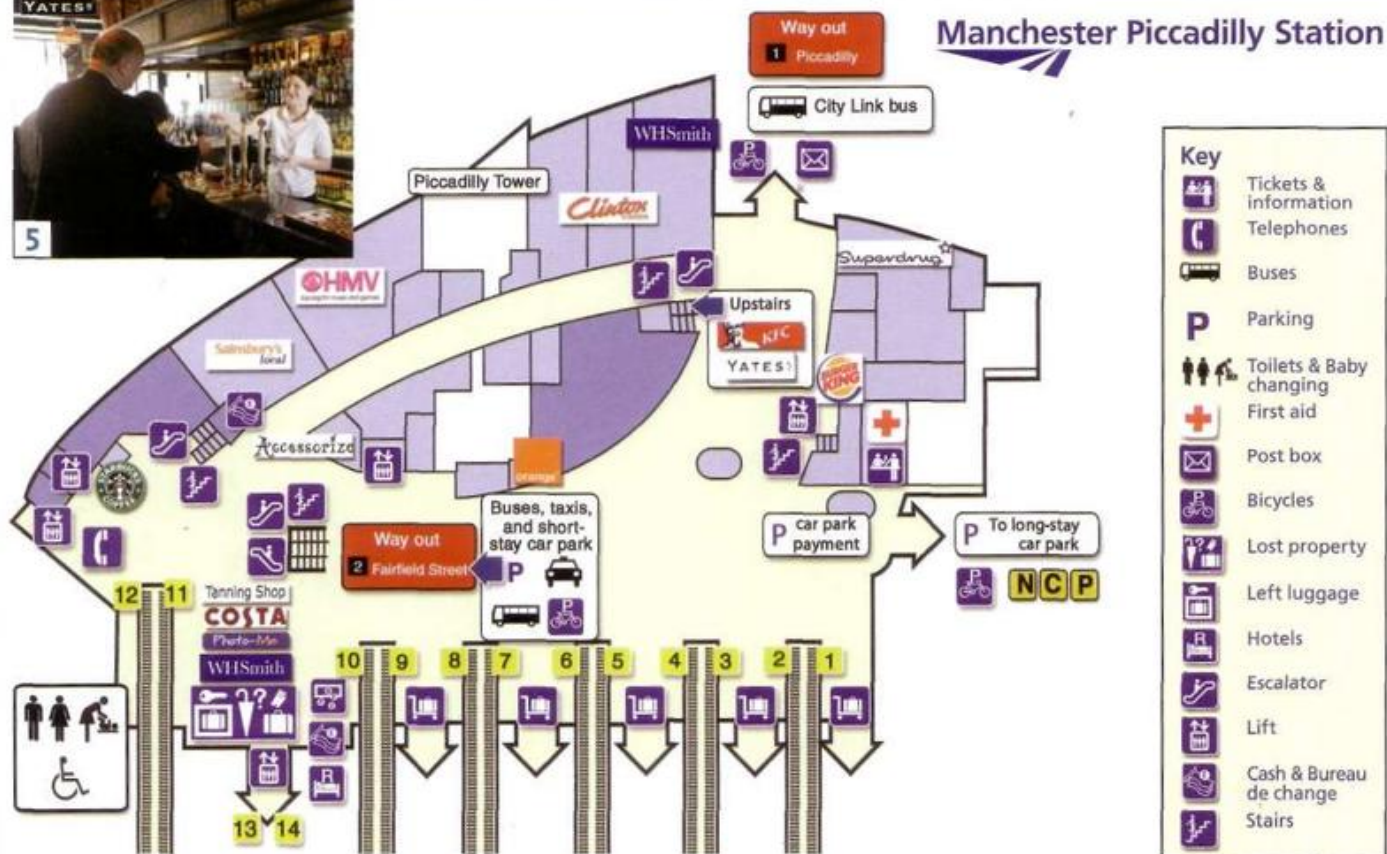 YATES's
5
Manchester Piccadilly Station
Way out
1 Piccadilly
City Link bus
P
WHSmith
Piccadilly Tower
Clinton
HMV
Superdrug
Sainsbury's
local
Upstairs
KFC
YATES's
BURGER
KING
Accessorize
orange
Buses, taxis,
and short-
stay car park
P
P
Way out
2 Fairfield Street
P car park
payment
P To long-stay
car park
P
NCP
12 11
Tanning Shop
COSTA
Photo-Me
WHSmith
R
10 9 8 7 6 5 4 3 2 1
13 14
Key
Tickets &
information
Telephones
Buses
P Parking
Toilets & Baby
changing
First aid
Post box
P Bicycles
? Lost property
Left luggage
R Hotels
Escalator
Lift
Cash & Bureau
de change
Stairs